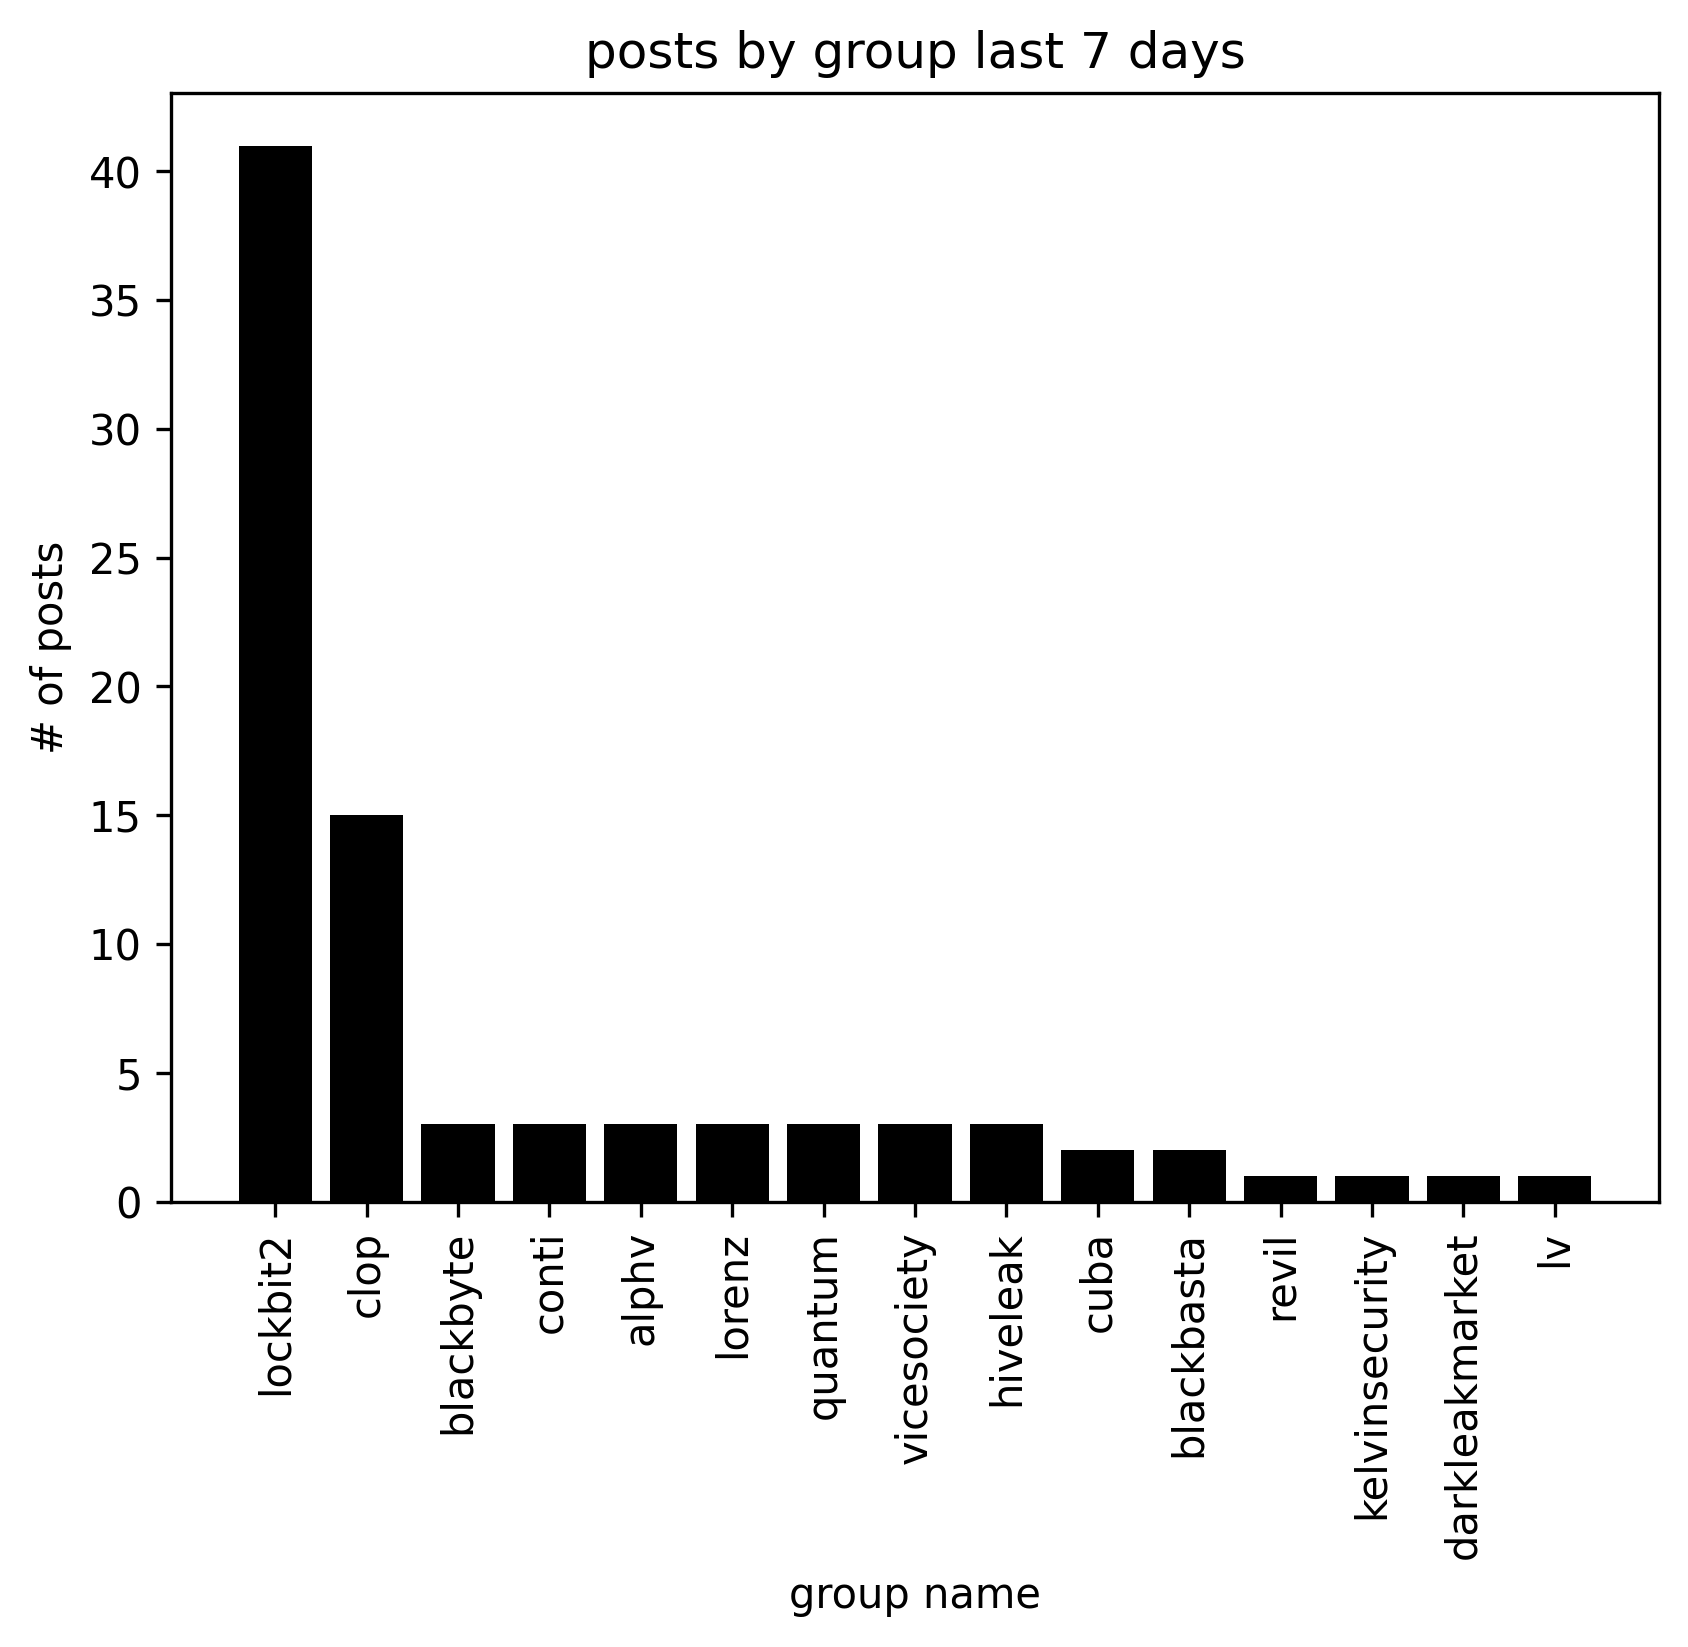 posts by group last 7 days
# of posts
40
35
30
25
20
15
10
5
0
lockbit2
clop
blackbyte
conti
alphv
lorenz
quantum
vicesociety
hiveleak
cuba
blackbasta
revil
kelvinsecurity
darkleakmarket
lv
group name